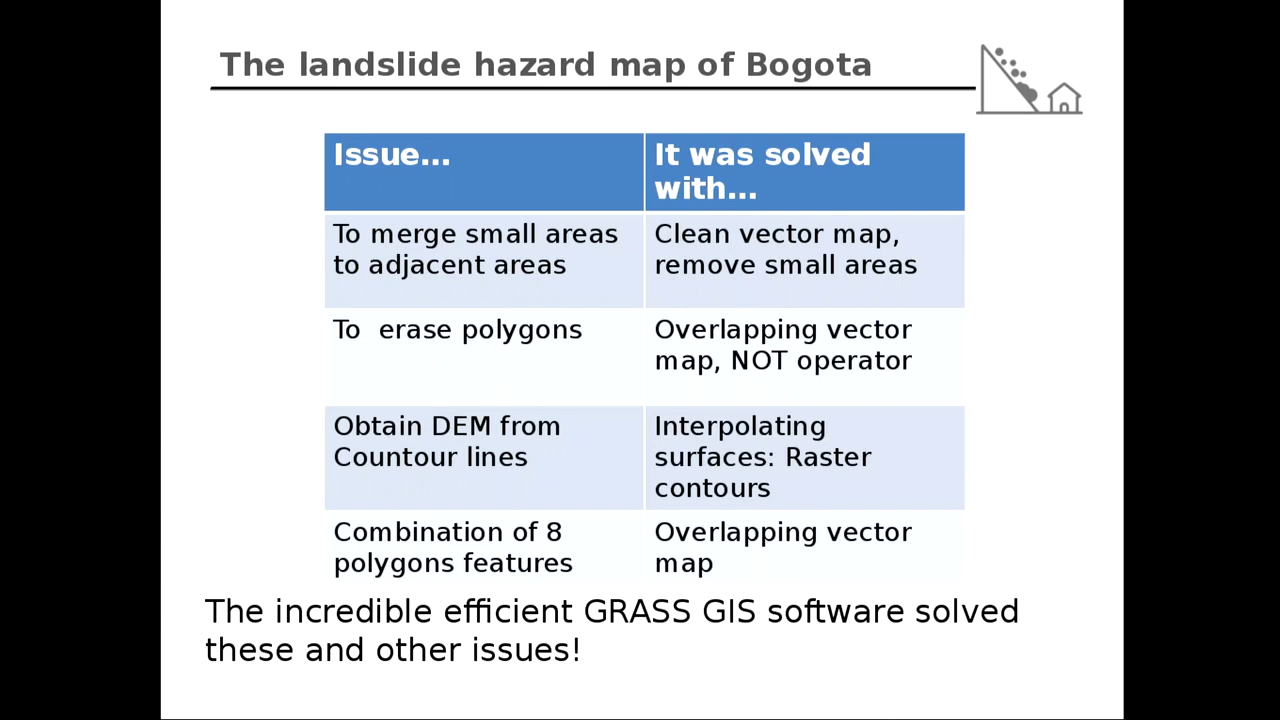 The landslide hazard map of Bogota
Issue...
It was solved
with...
To merge small areas
to adjacent areas
Clean vector map,
remove small areas
To  erase polygons
Overlapping vector
map, NOT operator
Obtain DEM from
Countour lines
Interpolating
surfaces: Raster
contours
Combination of 8
polygons features
Overlapping vector
map
The incredible efficient GRASS GIS software solved
these and other issues!